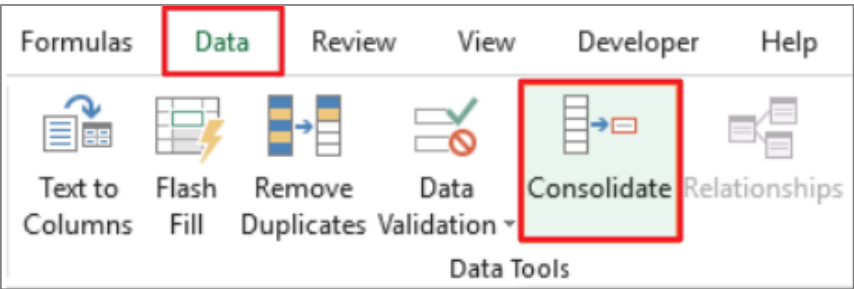 Formulas Data Review View Developer Help
Text to Columns
Flash Fill
Remove Duplicates
Data Validation
Consolidate
Relationships
Data Tools